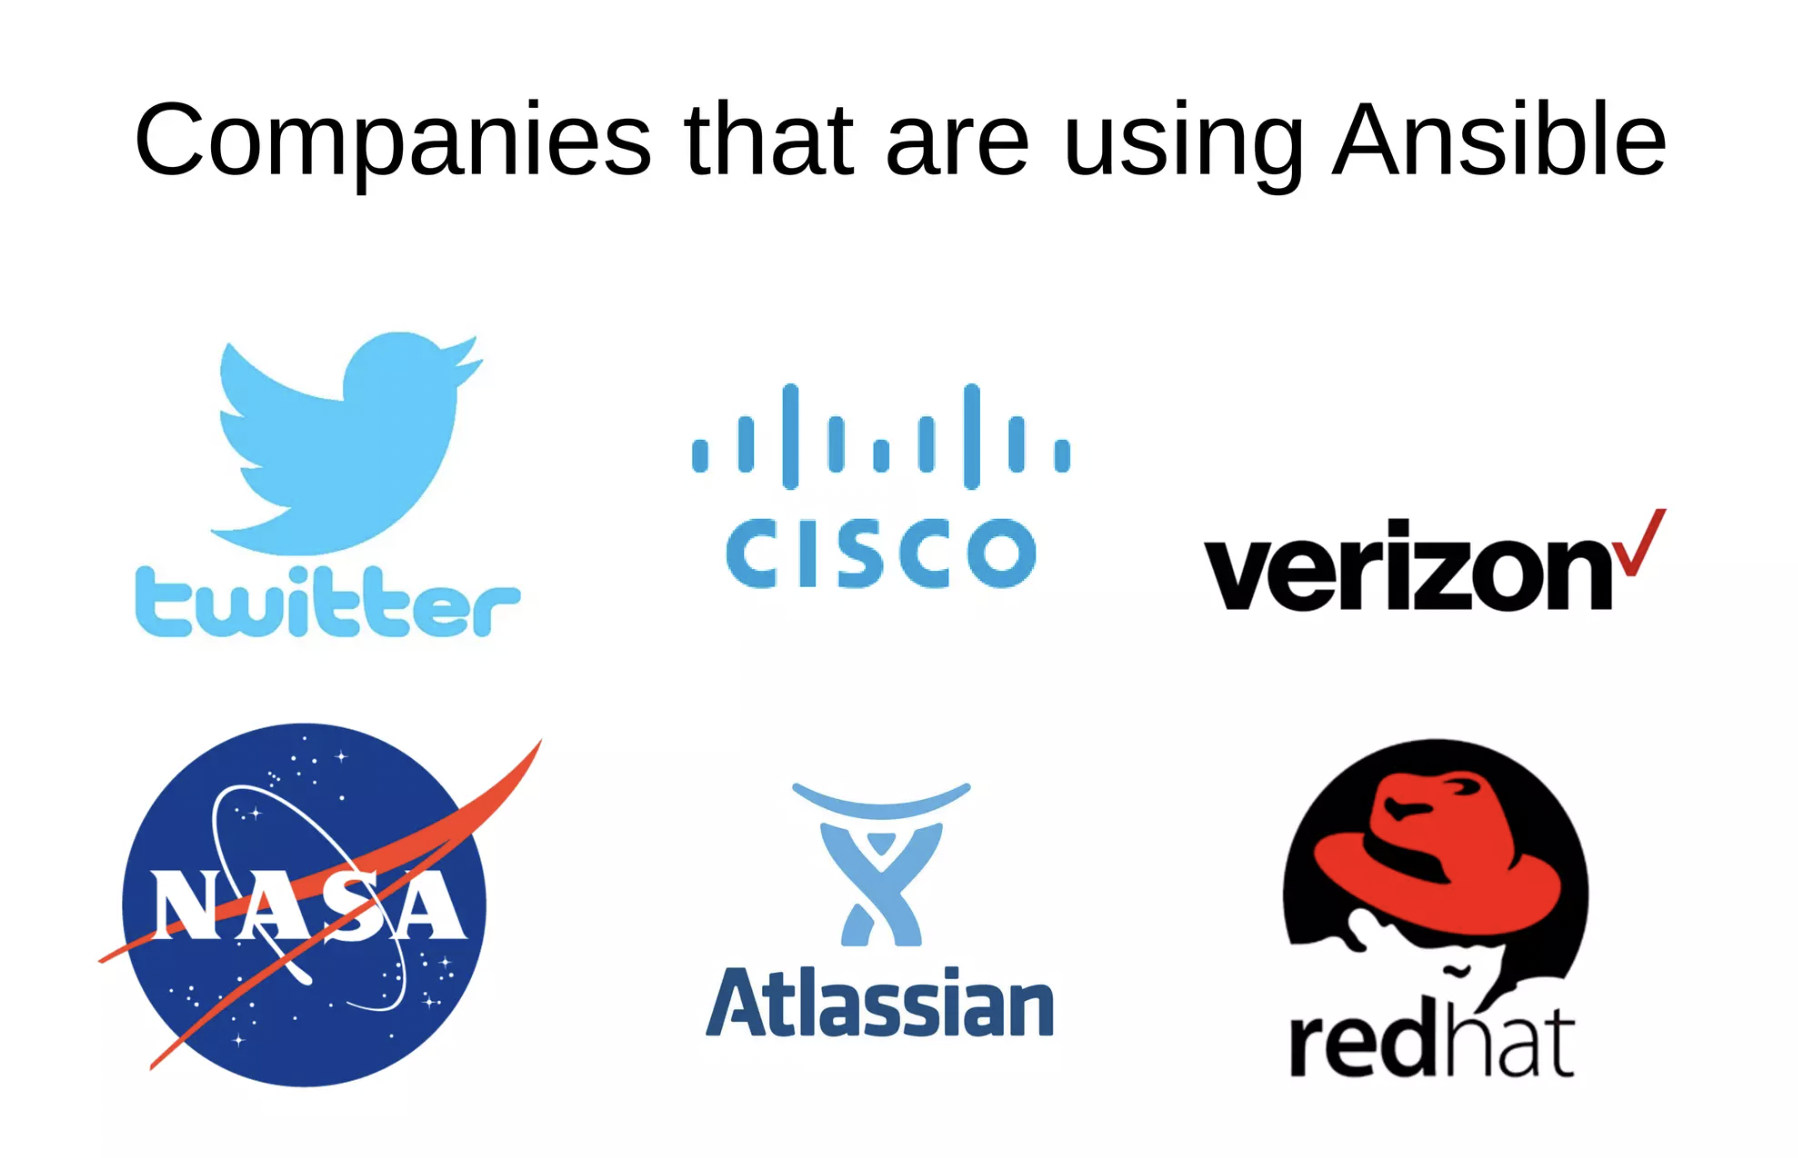 Companies that are using Ansible
twitter
CISCO
verizon
NASA
Atlassian
redhat